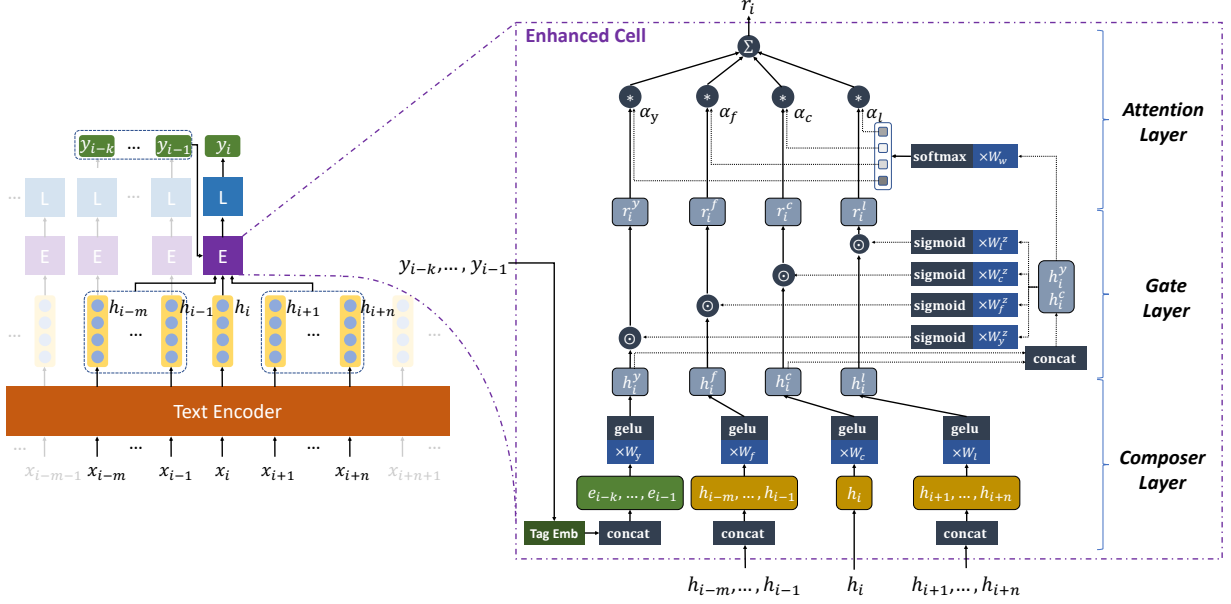 r_i
Enhanced Cell
Σ
* * * *
α_y α_f α_c α_l
Attention Layer
softmax ×W_w
y_{i−k} ... y_{i−1} y_i
... L L ... L L
r_i^y r_i^f r_i^c r_i^l
... E E E E
⊙ sigmoid ×W_l^z
⊙ sigmoid ×W_c^z
⊙ sigmoid ×W_f^z
⊙ sigmoid ×W_y^z
h_i^y
h_i^c
concat
Gate Layer
y_{i−k},…, y_{i−1}
... h_{i−m} ... h_{i−1} h_i h_{i+1} ... h_{i+n} ...
h_i^y h_i^f h_i^c h_i^l
Text Encoder
gelu gelu gelu gelu
×W_y ×W_f ×W_c ×W_l
Composer Layer
... ... ... ...
x_{i−m−1} x_{i−m} x_{i−1} x_i x_{i+1} x_{i+n} x_{i+n+1}
e_{i−k}, …, e_{i−1} h_{i−m}, …, h_{i−1} h_i h_{i+1}, …, h_{i+n}
Tag Emb concat concat concat
h_{i−m},…, h_{i−1} h_i h_{i+1},…, h_{i+n}